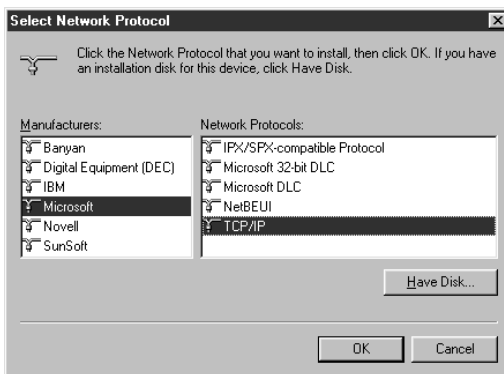 Select Network Protocol
Click the Network Protocol that you want to install, then click OK. If you have
an installation disk for this device, click Have Disk.
Manufacturers:
Banyan
Digital Equipment (DEC)
IBM
Microsoft
Novell
SunSoft
Network Protocols:
IPX/SPX-compatible Protocol
Microsoft 32-bit DLC
Microsoft DLC
NetBEUI
TCP/IP
Have Disk...
OK
Cancel